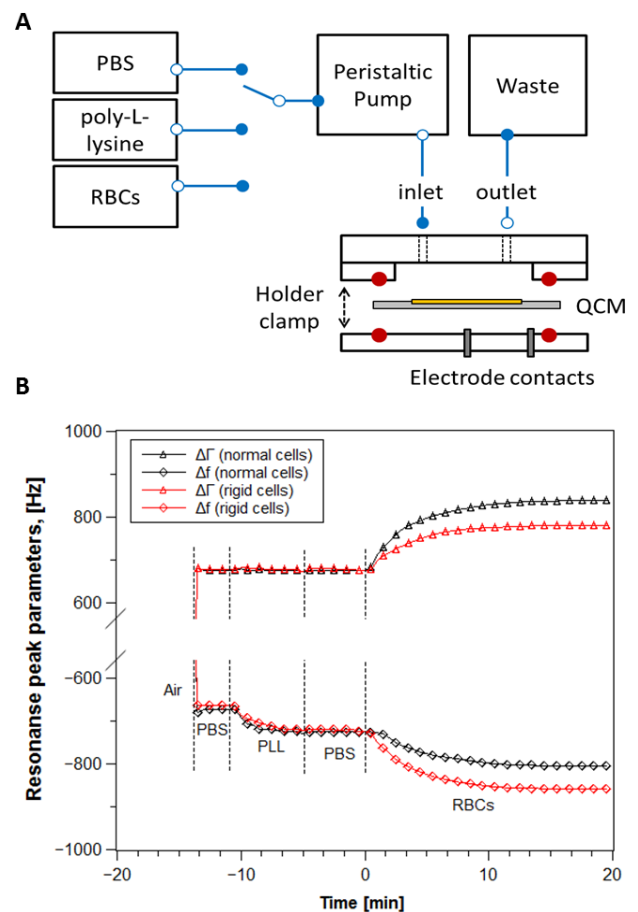 A
PBS
poly-L-
lysine
RBCs
Peristaltic
Pump
Waste
inlet
outlet
Holder
clamp
QCM
Electrode contacts
B
Resonanse peak parameters, [Hz]
1000
800
600
−600
−800
−1000
ΔΓ (normal cells)
Δf (normal cells)
ΔΓ (rigid cells)
Δf (rigid cells)
Air
PBS
PLL
PBS
RBCs
−20
−10
0
10
20
Time [min]